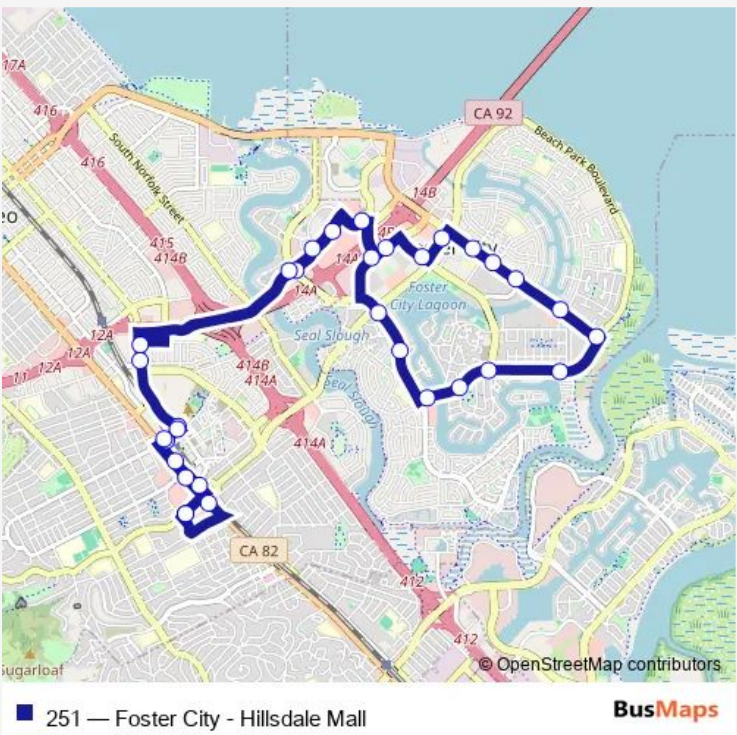 17A
416
CA 92
416
South Norfolk Street
Beach Park Boulevard
14B
eo
415
414B
14A
14A
Foster
City Lagoon
12A
12A
12A
11
Seal Slough
414B
414A
Seal Slough
414A
CA 82
412
412
Sugarloaf
© OpenStreetMap contributors
251 — Foster City - Hillsdale Mall
BusMaps